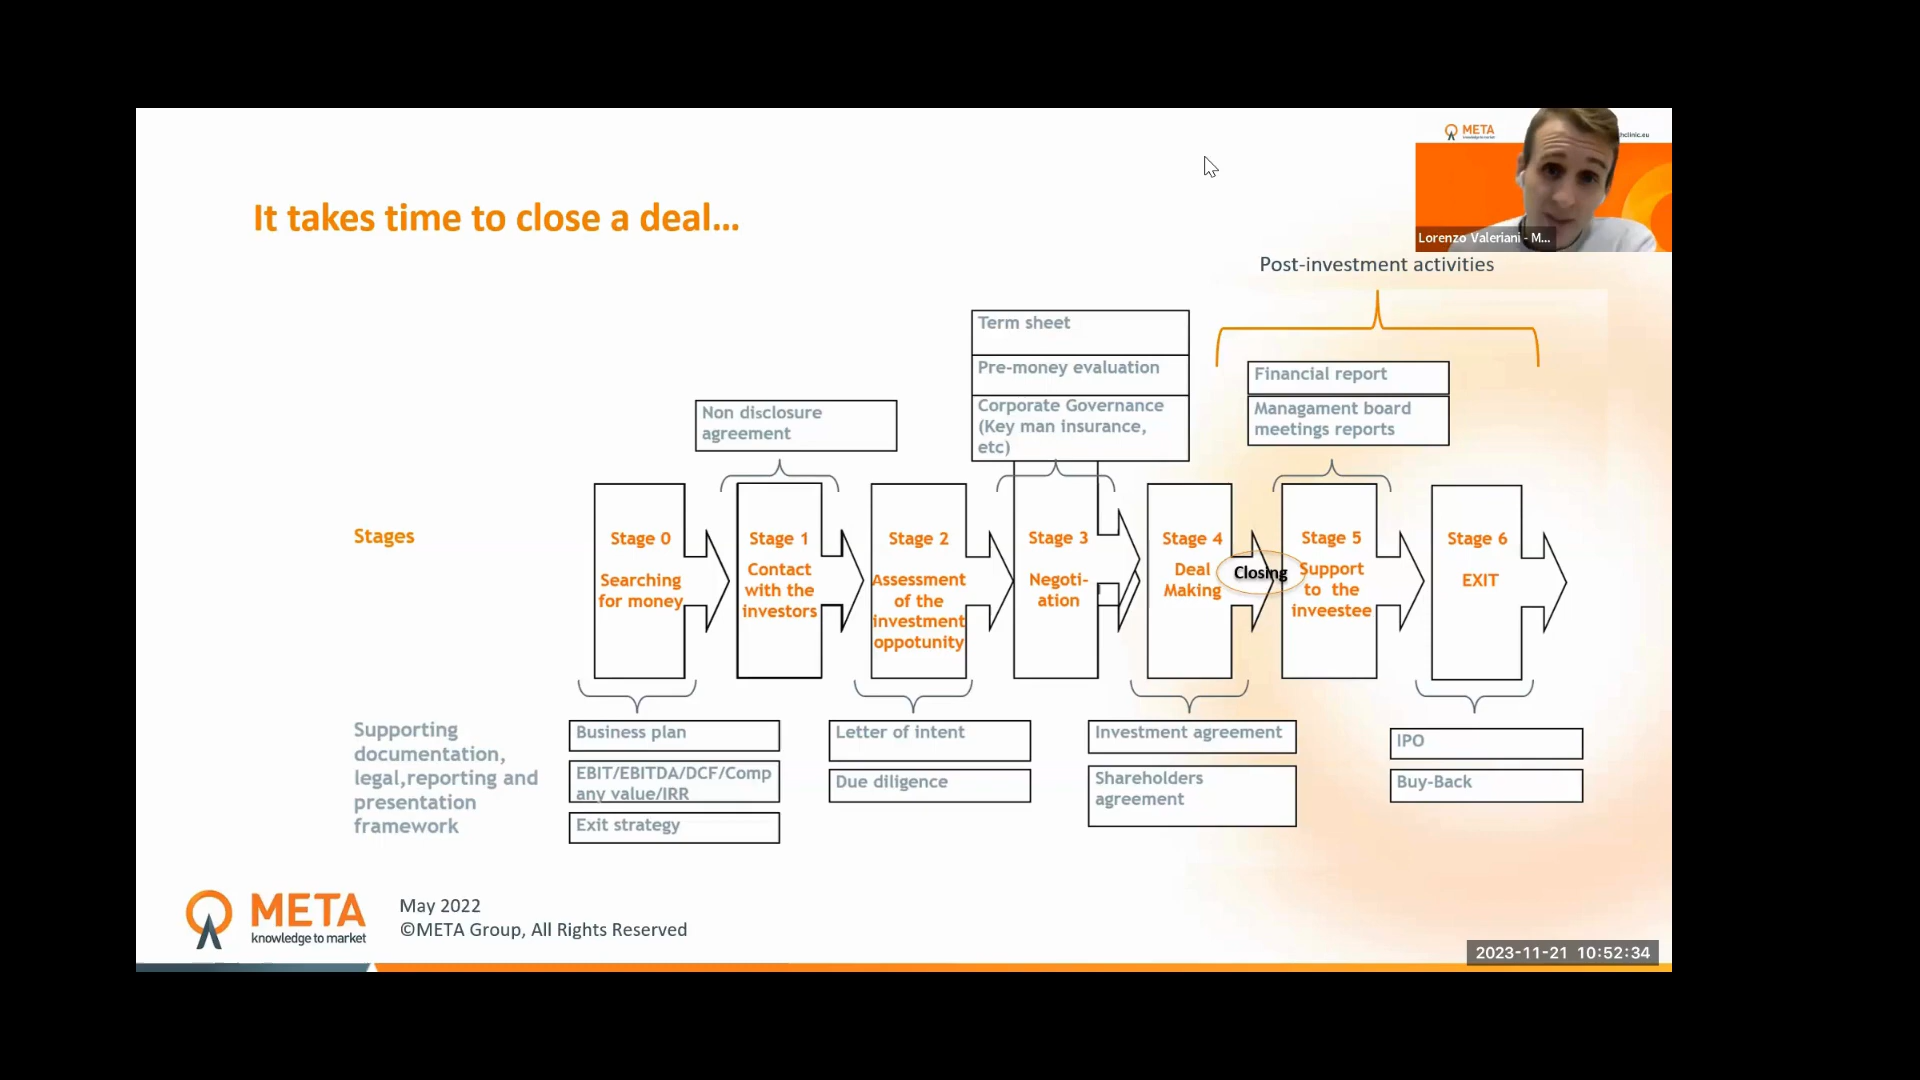 META
knowledge to market
hclinic.eu
Lorenzo Valeriani - M...
It takes time to close a deal...
Post-investment activities
Term sheet
Pre-money evaluation
Corporate Governance
(Key man insurance,
etc)
Financial report
Managament board
meetings reports
Non disclosure
agreement
Stages
Stage 0
Searching
for money
Stage 1
Contact
with the
investors
Stage 2
Assessment
of the
investment
oppotunity
Stage 3
Negoti-
ation
Stage 4
Deal
Making
Closing
Stage 5
Support
to the
inveestee
Stage 6
EXIT
Supporting
documentation,
legal,reporting and
presentation
framework
Business plan
EBIT/EBITDA/DCF/Comp
any value/IRR
Exit strategy
Letter of intent
Due diligence
Investment agreement
Shareholders
agreement
IPO
Buy-Back
META
knowledge to market
May 2022
©META Group, All Rights Reserved
2023-11-21 10:52:34